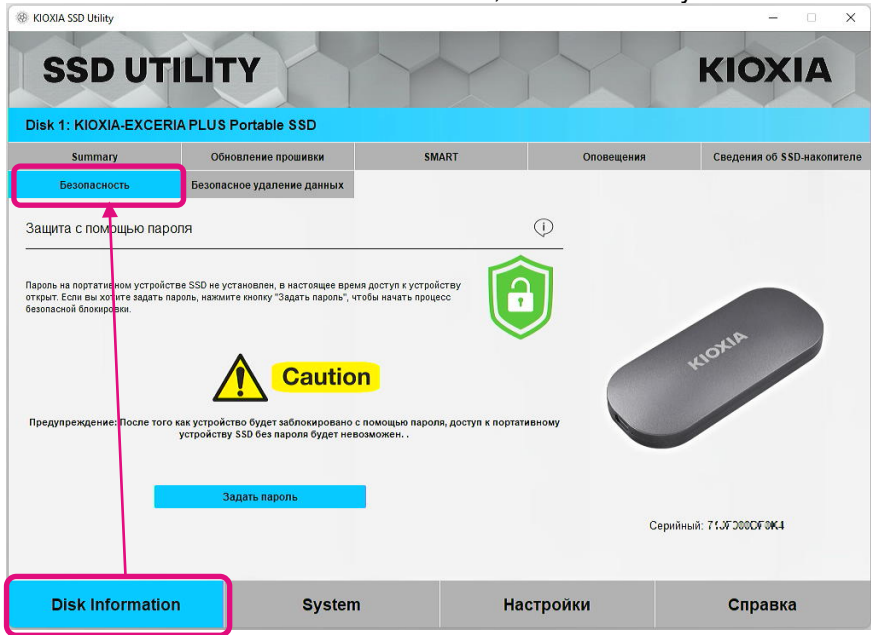 KIOXIA SSD Utility
SSD UTILITY
KIOXIA
Disk 1: KIOXIA-EXCERIA PLUS Portable SSD
Summary
Обновление прошивки
SMART
Оповещения
Сведения об SSD-накопителе
Безопасность
Безопасное удаление данных
Защита с помощью пароля
Пароль на портативном устройстве SSD не установлен, в настоящее время доступ к устройству
открыт. Если вы хотите задать пароль, нажмите кнопку "Задать пароль", чтобы начать процесс
безопасной блокировки.
Caution
Предупреждение: После того как устройство будет заблокировано с помощью пароля, доступ к портативному
устройству SSD без пароля будет невозможен. .
KIOXIA
Задать пароль
Серийный:
Disk Information
System
Настройки
Справка